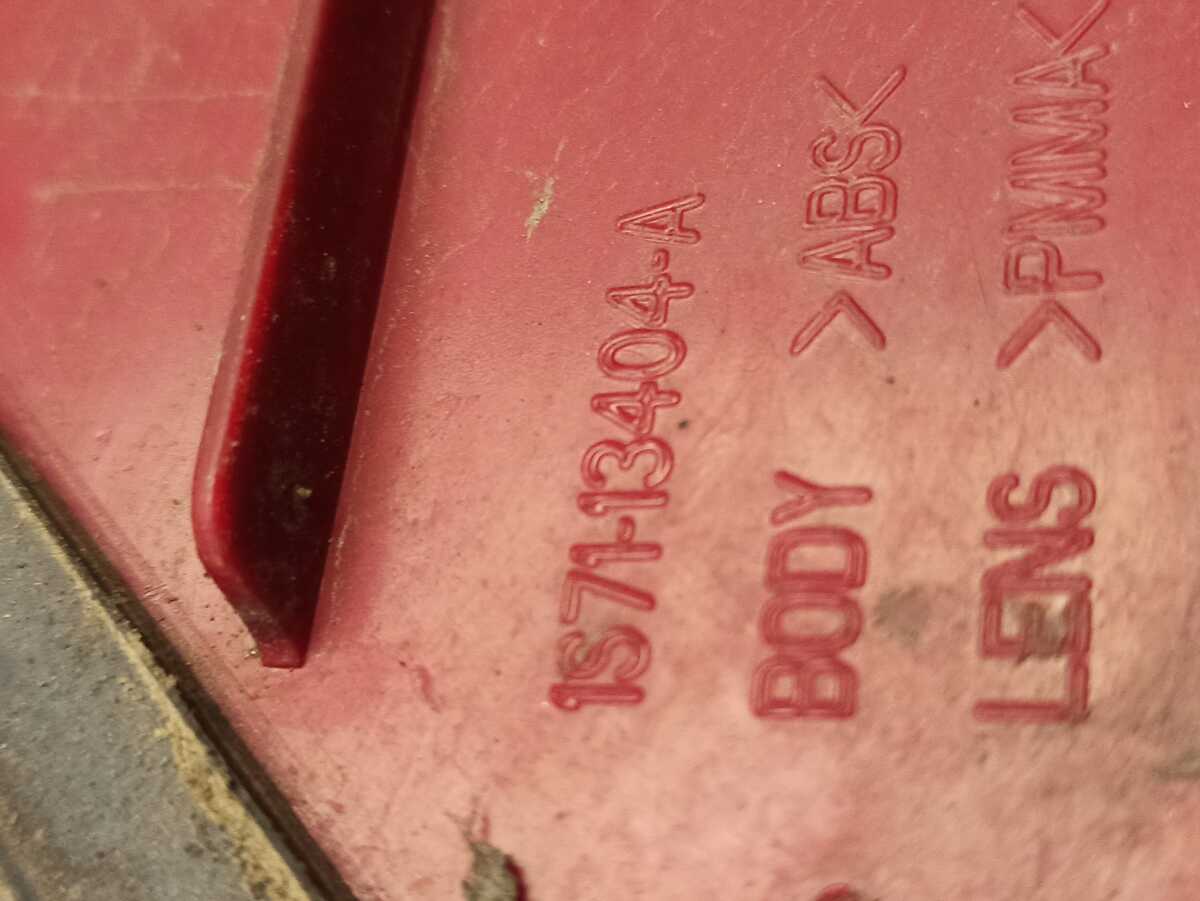 1S71-13404-A
BODY >ABS<
LENS >PMMA<